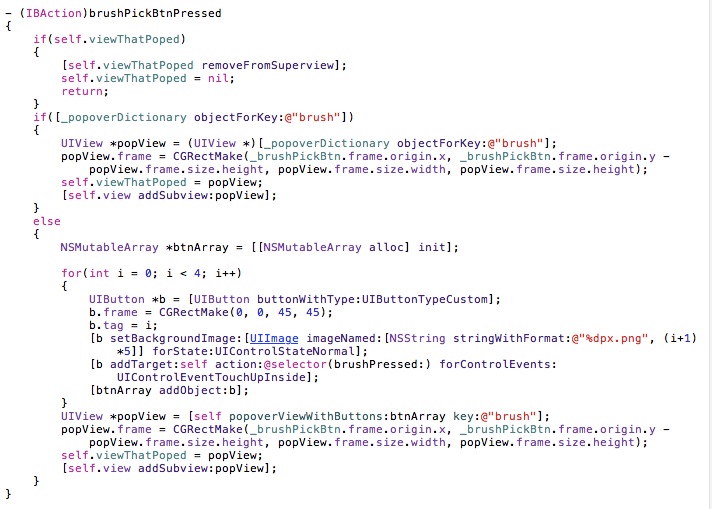 - (IBAction)brushPickBtnPressed
{
    if(self.viewThatPoped)
    {
        [self.viewThatPoped removeFromSuperview];
        self.viewThatPoped = nil;
        return;
    }
    if([_popoverDictionary objectForKey:@"brush"])
    {
        UIView *popView = (UIView *)[_popoverDictionary objectForKey:@"brush"];
        popView.frame = CGRectMake(_brushPickBtn.frame.origin.x, _brushPickBtn.frame.origin.y -
            popView.frame.size.height, popView.frame.size.width, popView.frame.size.height);
        self.viewThatPoped = popView;
        [self.view addSubview:popView];
    }
    else
    {
        NSMutableArray *btnArray = [[NSMutableArray alloc] init];

        for(int i = 0; i < 4; i++)
        {
            UIButton *b = [UIButton buttonWithType:UIButtonTypeCustom];
            b.frame = CGRectMake(0, 0, 45, 45);
            b.tag = i;
            [b setBackgroundImage:[UIImage imageNamed:[NSString stringWithFormat:@"%dpx.png", (i+1)
                *5]] forState:UIControlStateNormal];
            [b addTarget:self action:@selector(brushPressed:) forControlEvents:
                UIControlEventTouchUpInside];
            [btnArray addObject:b];
        }
        UIView *popView = [self popoverViewWithButtons:btnArray key:@"brush"];
        popView.frame = CGRectMake(_brushPickBtn.frame.origin.x, _brushPickBtn.frame.origin.y -
            popView.frame.size.height, popView.frame.size.width, popView.frame.size.height);
        self.viewThatPoped = popView;
        [self.view addSubview:popView];
    }
}